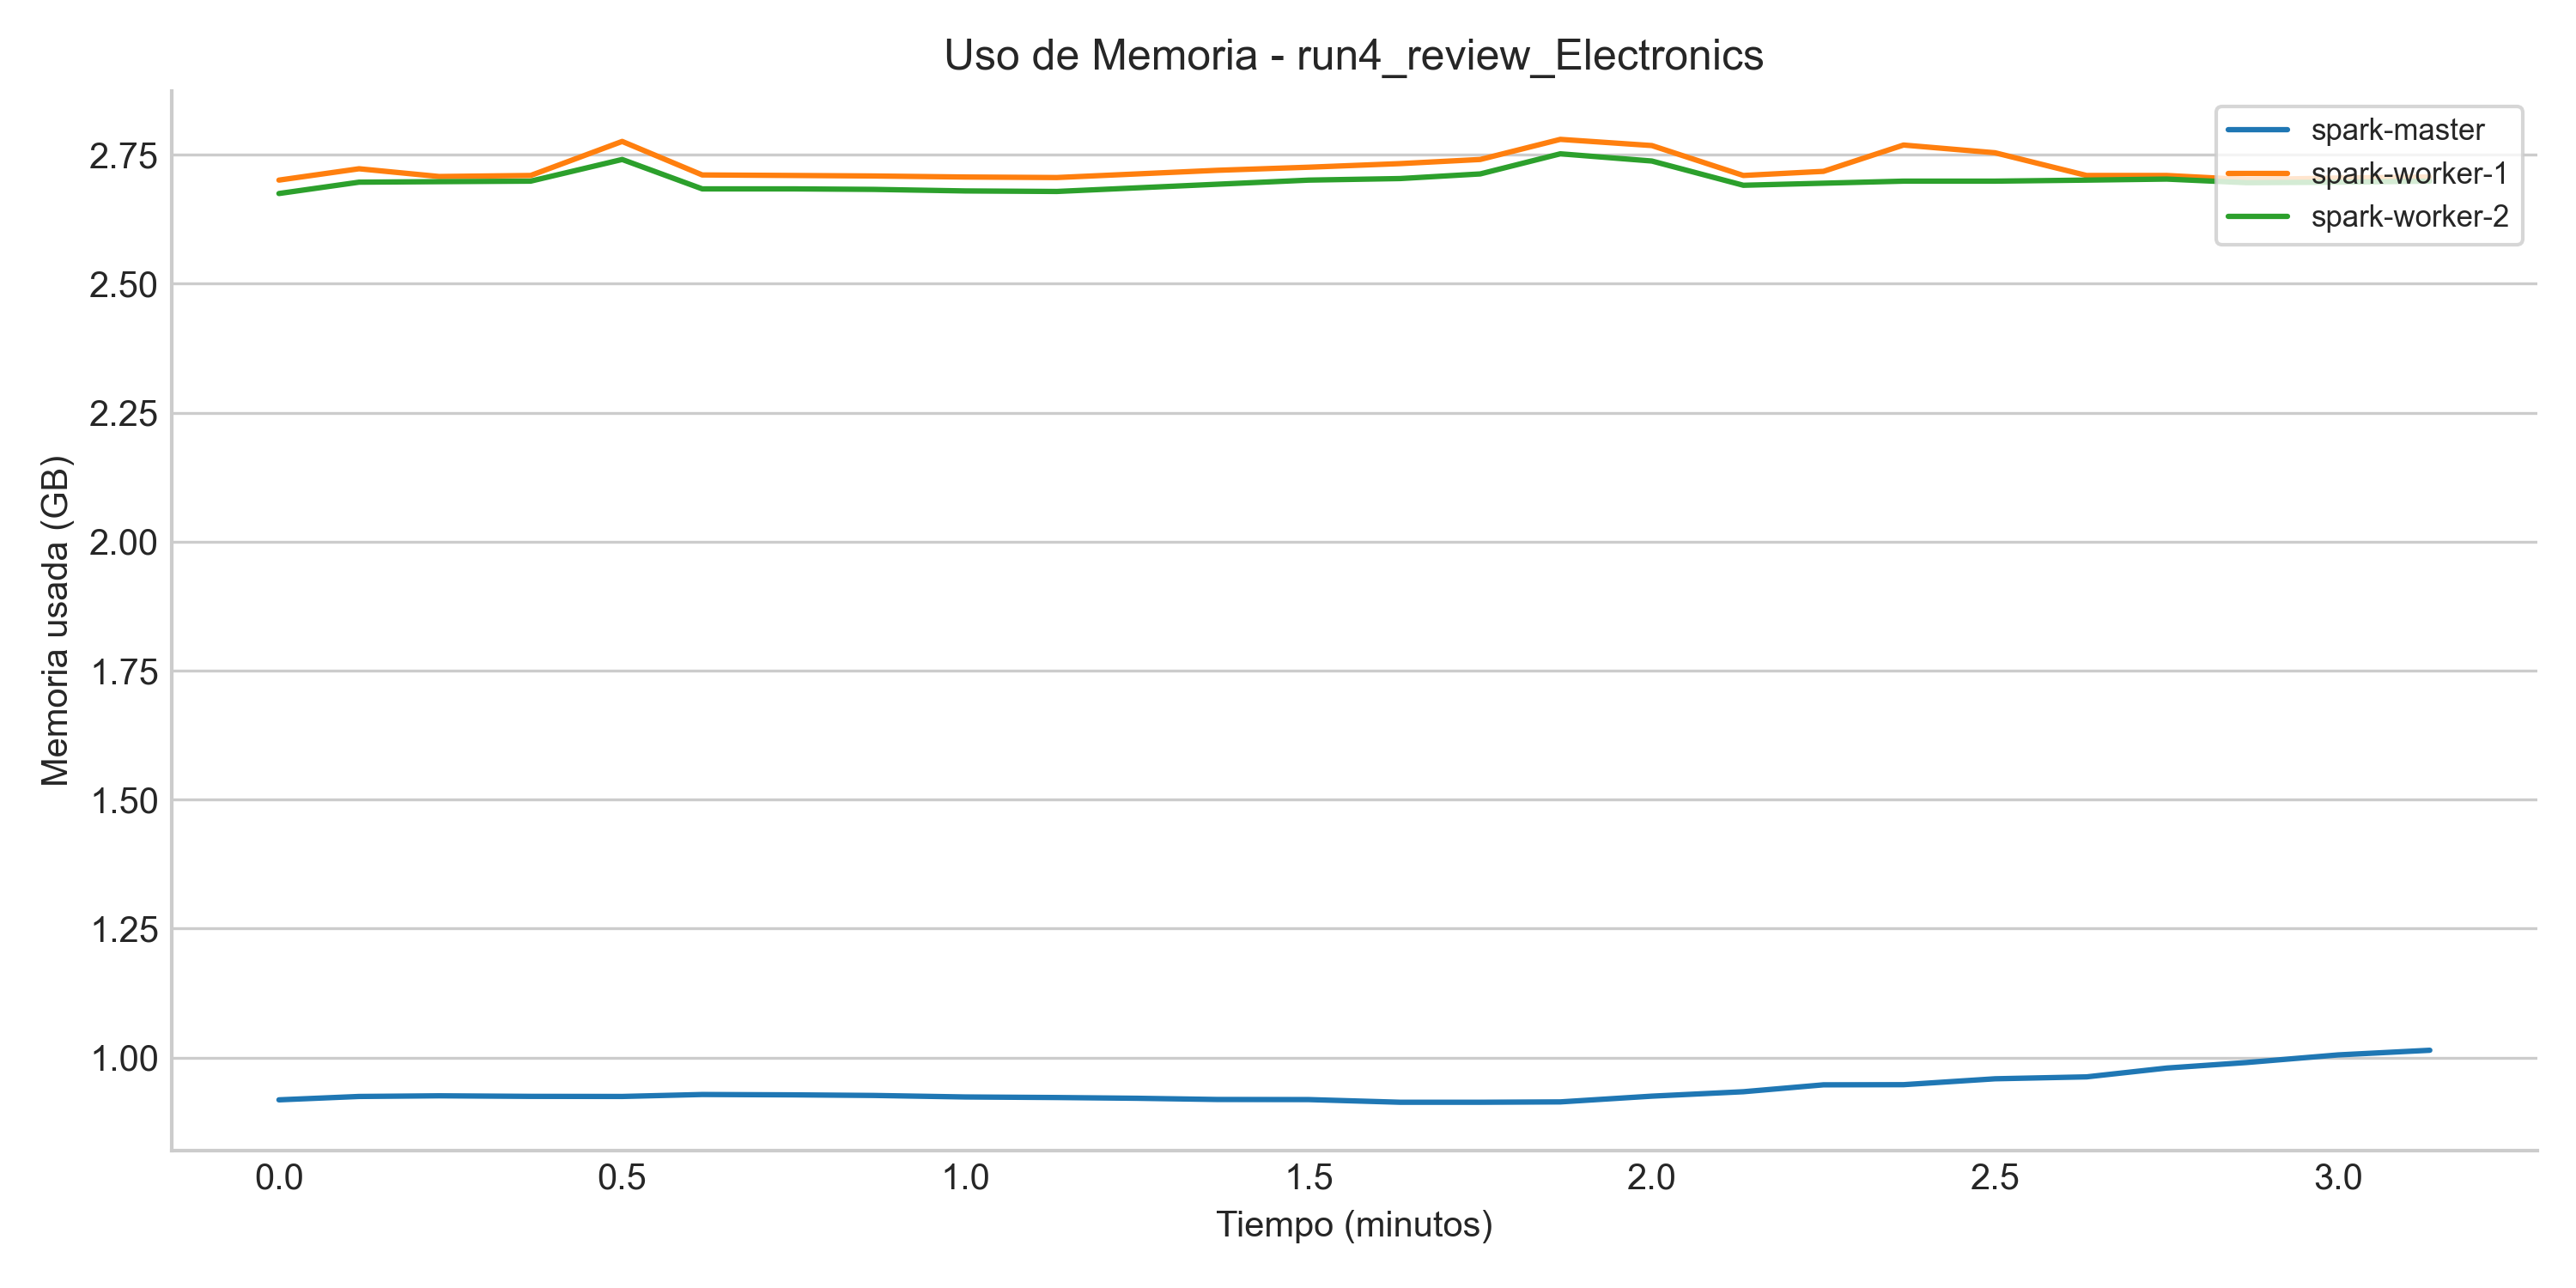 Uso de Memoria - run4_review_Electronics
spark-master
spark-worker-1
spark-worker-2
Memoria usada (GB)
2.75
2.50
2.25
2.00
1.75
1.50
1.25
1.00
0.0 0.5 1.0 1.5 2.0 2.5 3.0
Tiempo (minutos)